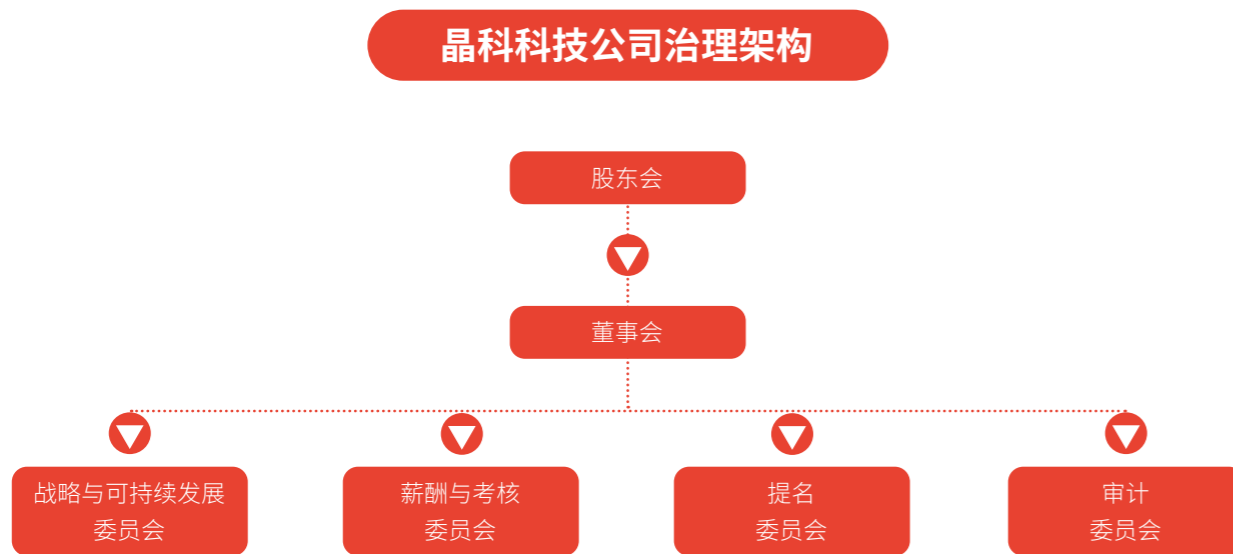 晶科科技公司治理架构
股东会
董事会
战略与可持续发展
委员会
薪酬与考核
委员会
提名
委员会
审计
委员会